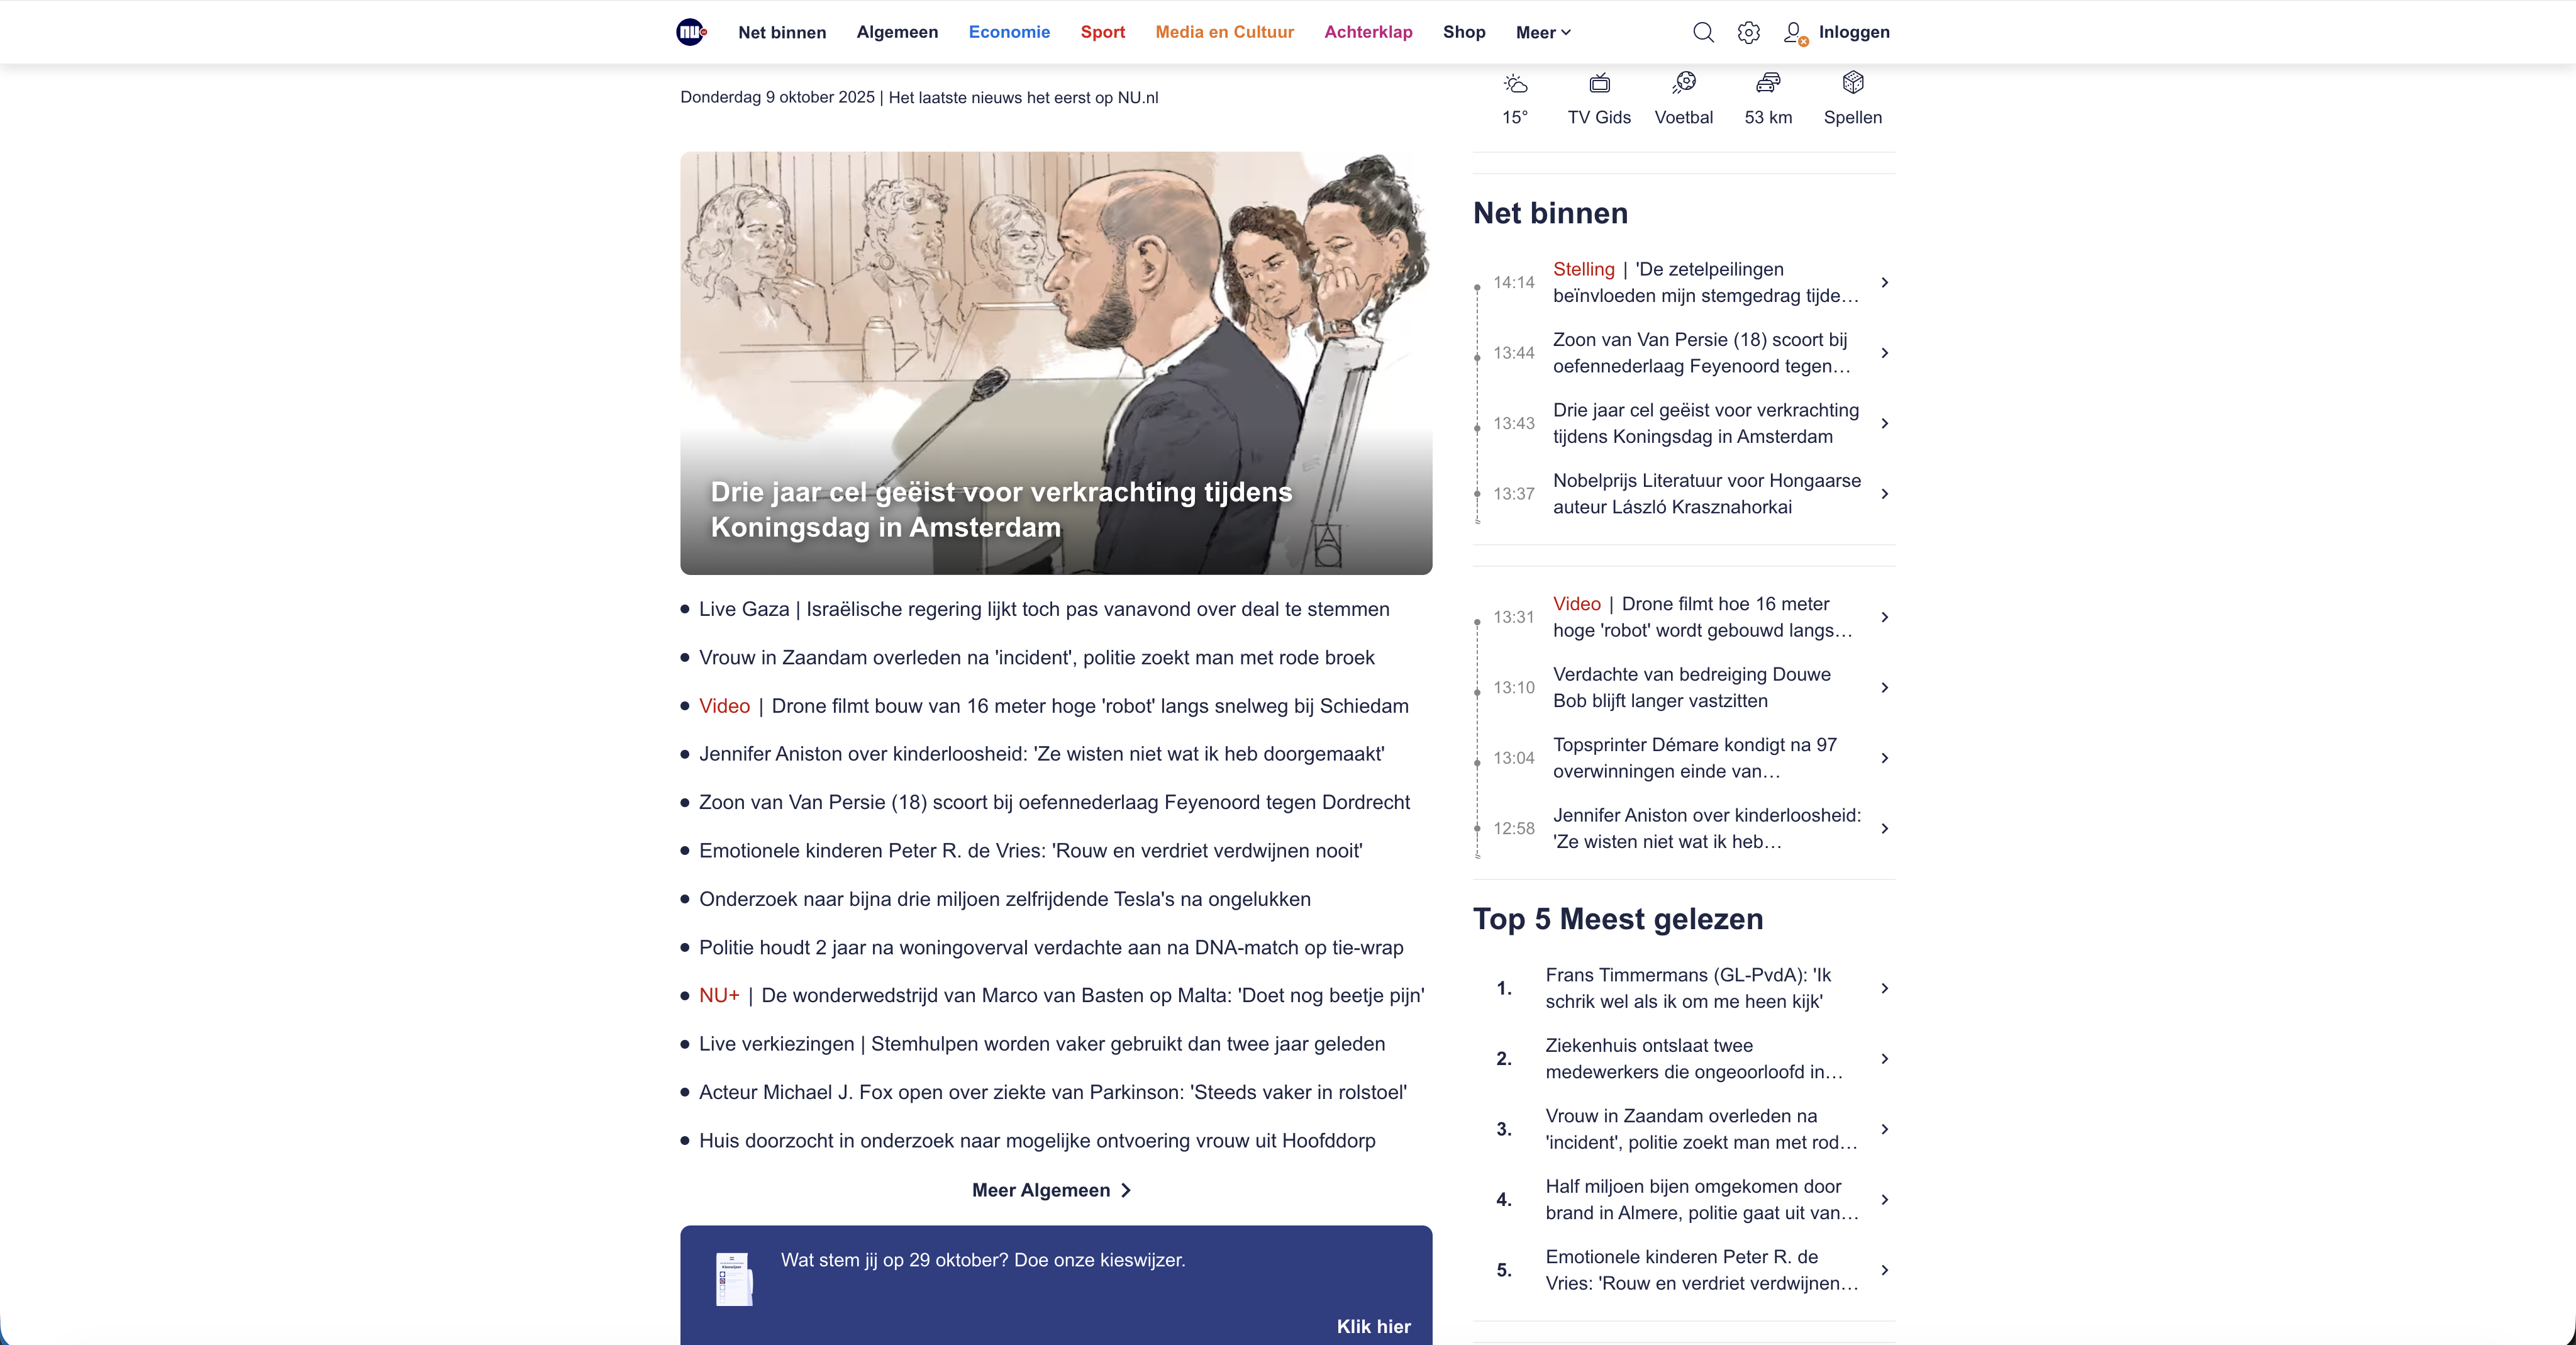 nu
Net binnen
Algemeen
Economie
Sport
Media en Cultuur
Achterklap
Shop
Meer
Inloggen
Donderdag 9 oktober 2025 | Het laatste nieuws het eerst op NU.nl
15°
TV Gids
Voetbal
53 km
Spellen
Drie jaar cel geëist voor verkrachting tijdens
Koningsdag in Amsterdam
Live Gaza | Israëlische regering lijkt toch pas vanavond over deal te stemmen
Vrouw in Zaandam overleden na 'incident', politie zoekt man met rode broek
Video | Drone filmt bouw van 16 meter hoge 'robot' langs snelweg bij Schiedam
Jennifer Aniston over kinderloosheid: 'Ze wisten niet wat ik heb doorgemaakt'
Zoon van Van Persie (18) scoort bij oefennederlaag Feyenoord tegen Dordrecht
Emotionele kinderen Peter R. de Vries: 'Rouw en verdriet verdwijnen nooit'
Onderzoek naar bijna drie miljoen zelfrijdende Tesla's na ongelukken
Politie houdt 2 jaar na woningoverval verdachte aan na DNA-match op tie-wrap
NU+ | De wonderwedstrijd van Marco van Basten op Malta: 'Doet nog beetje pijn'
Live verkiezingen | Stemhulpen worden vaker gebruikt dan twee jaar geleden
Acteur Michael J. Fox open over ziekte van Parkinson: 'Steeds vaker in rolstoel'
Huis doorzocht in onderzoek naar mogelijke ontvoering vrouw uit Hoofddorp
Meer Algemeen
Wat stem jij op 29 oktober? Doe onze kieswijzer.
Klik hier
Net binnen
14:14
Stelling | 'De zetelpeilingen
beïnvloeden mijn stemgedrag tijde…
13:44
Zoon van Van Persie (18) scoort bij
oefennederlaag Feyenoord tegen…
13:43
Drie jaar cel geëist voor verkrachting
tijdens Koningsdag in Amsterdam
13:37
Nobelprijs Literatuur voor Hongaarse
auteur László Krasznahorkai
13:31
Video | Drone filmt hoe 16 meter
hoge 'robot' wordt gebouwd langs…
13:10
Verdachte van bedreiging Douwe
Bob blijft langer vastzitten
13:04
Topsprinter Démare kondigt na 97
overwinningen einde van…
12:58
Jennifer Aniston over kinderloosheid:
'Ze wisten niet wat ik heb…
Top 5 Meest gelezen
1.
Frans Timmermans (GL-PvdA): 'Ik
schrik wel als ik om me heen kijk'
2.
Ziekenhuis ontslaat twee
medewerkers die ongeoorloofd in…
3.
Vrouw in Zaandam overleden na
'incident', politie zoekt man met rod…
4.
Half miljoen bijen omgekomen door
brand in Almere, politie gaat uit van…
5.
Emotionele kinderen Peter R. de
Vries: 'Rouw en verdriet verdwijnen…